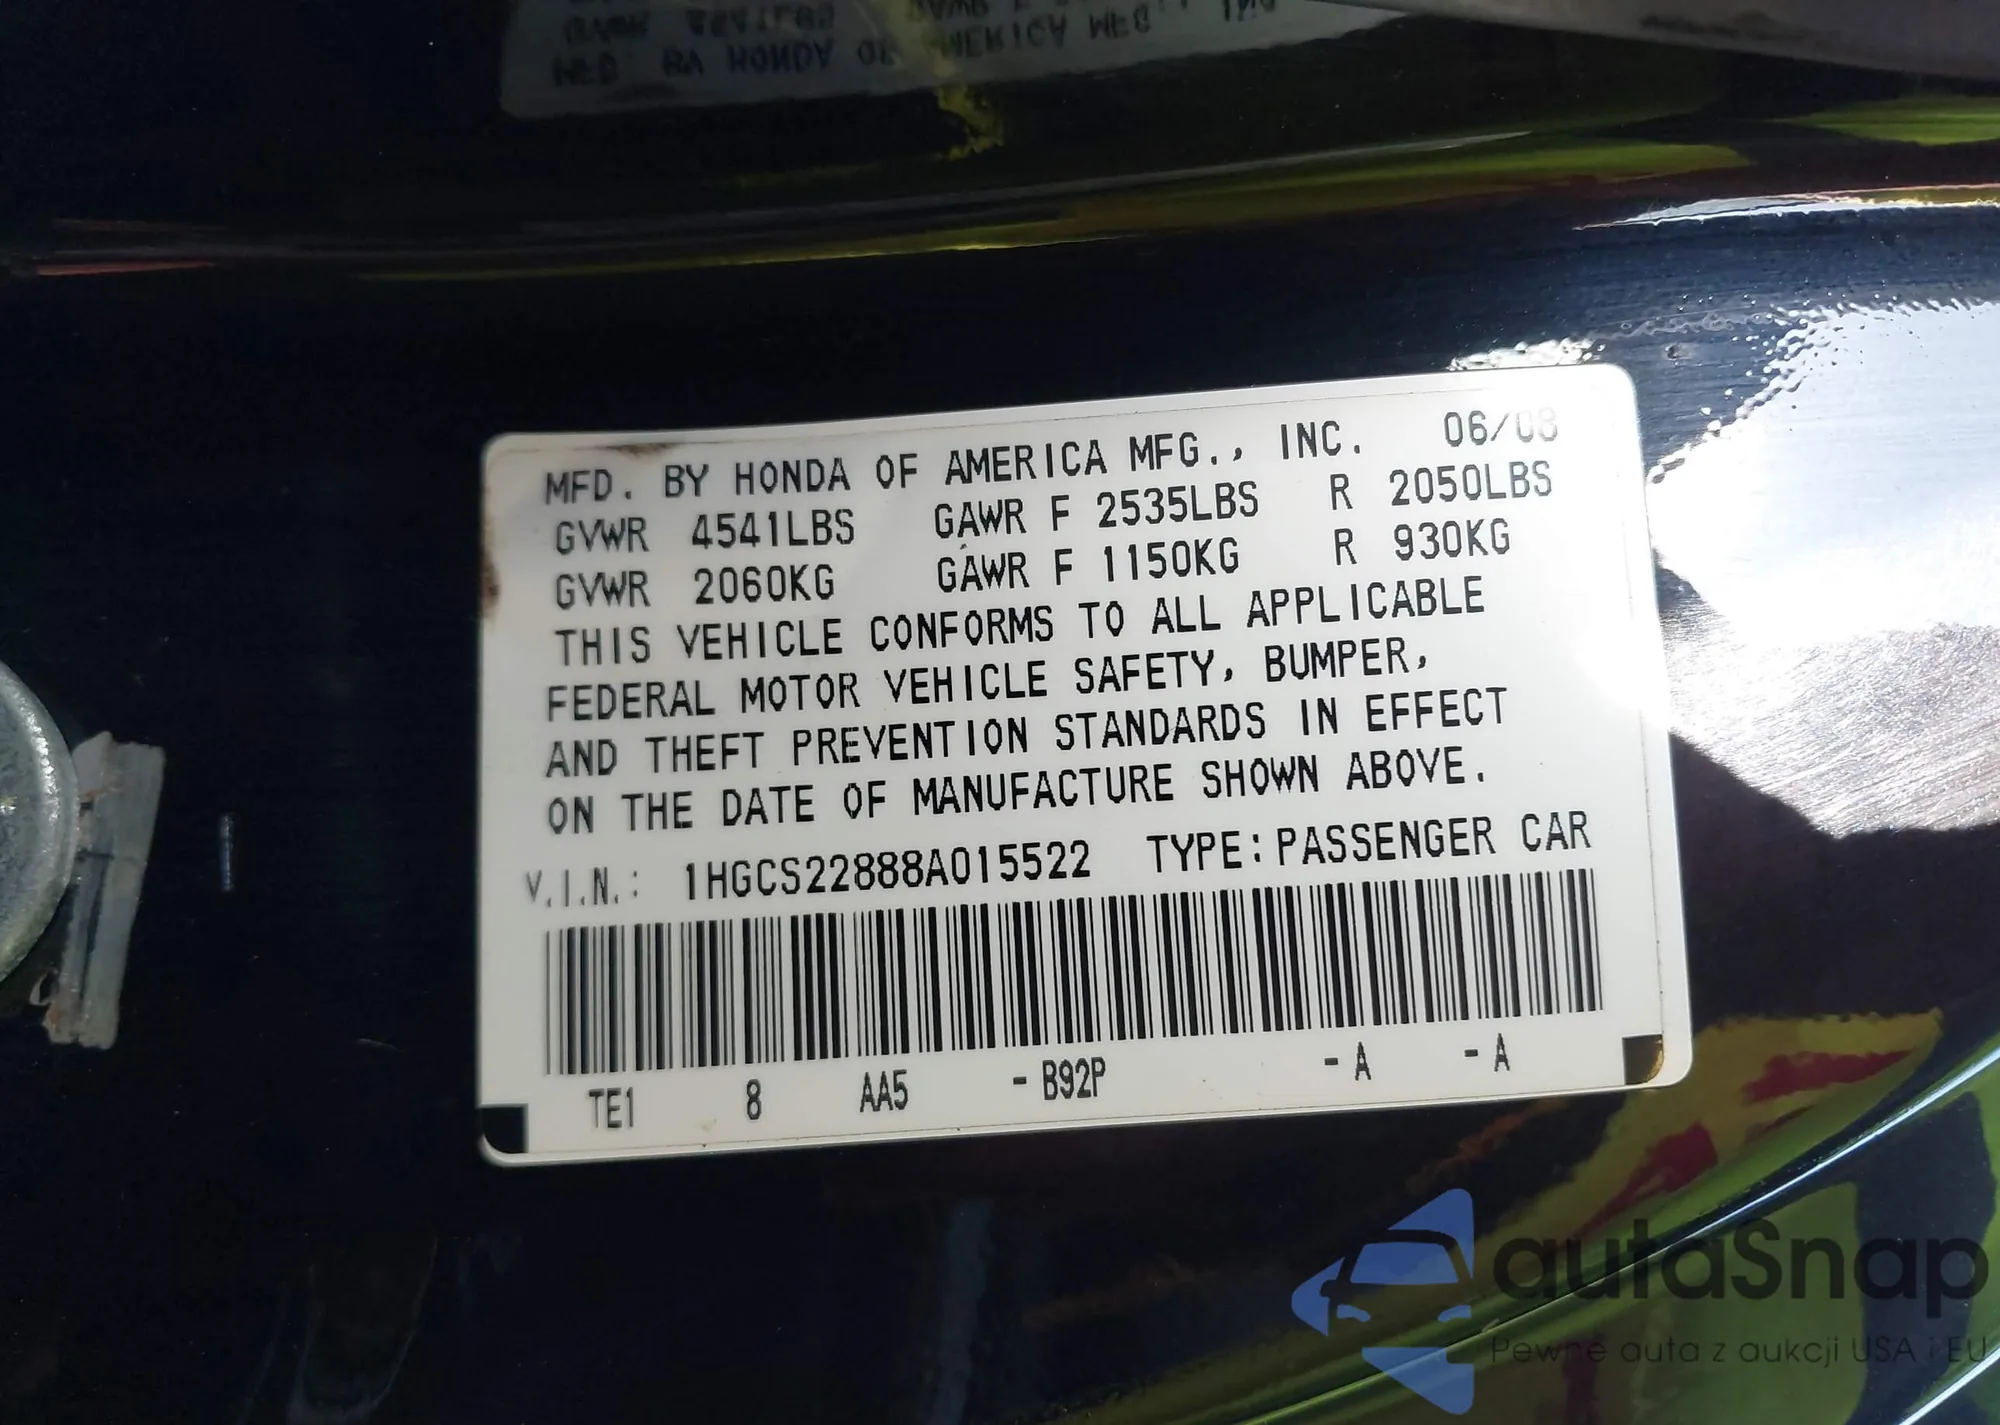 MFD. BY HONDA OF AMERICA MFG., INC. 06/08
GVWR 4541LBS GAWR F 2535LBS R 2050LBS
GVWR 2060KG GAWR F 1150KG R 930KG
THIS VEHICLE CONFORMS TO ALL APPLICABLE
FEDERAL MOTOR VEHICLE SAFETY, BUMPER,
AND THEFT PREVENTION STANDARDS IN EFFECT
ON THE DATE OF MANUFACTURE SHOWN ABOVE.
V.I.N.: 1HGCS22888A015522 TYPE:PASSENGER CAR
TE1 8 AA5 -B92P -A -A
autaSnap
Pewne auta z aukcji USA i EU